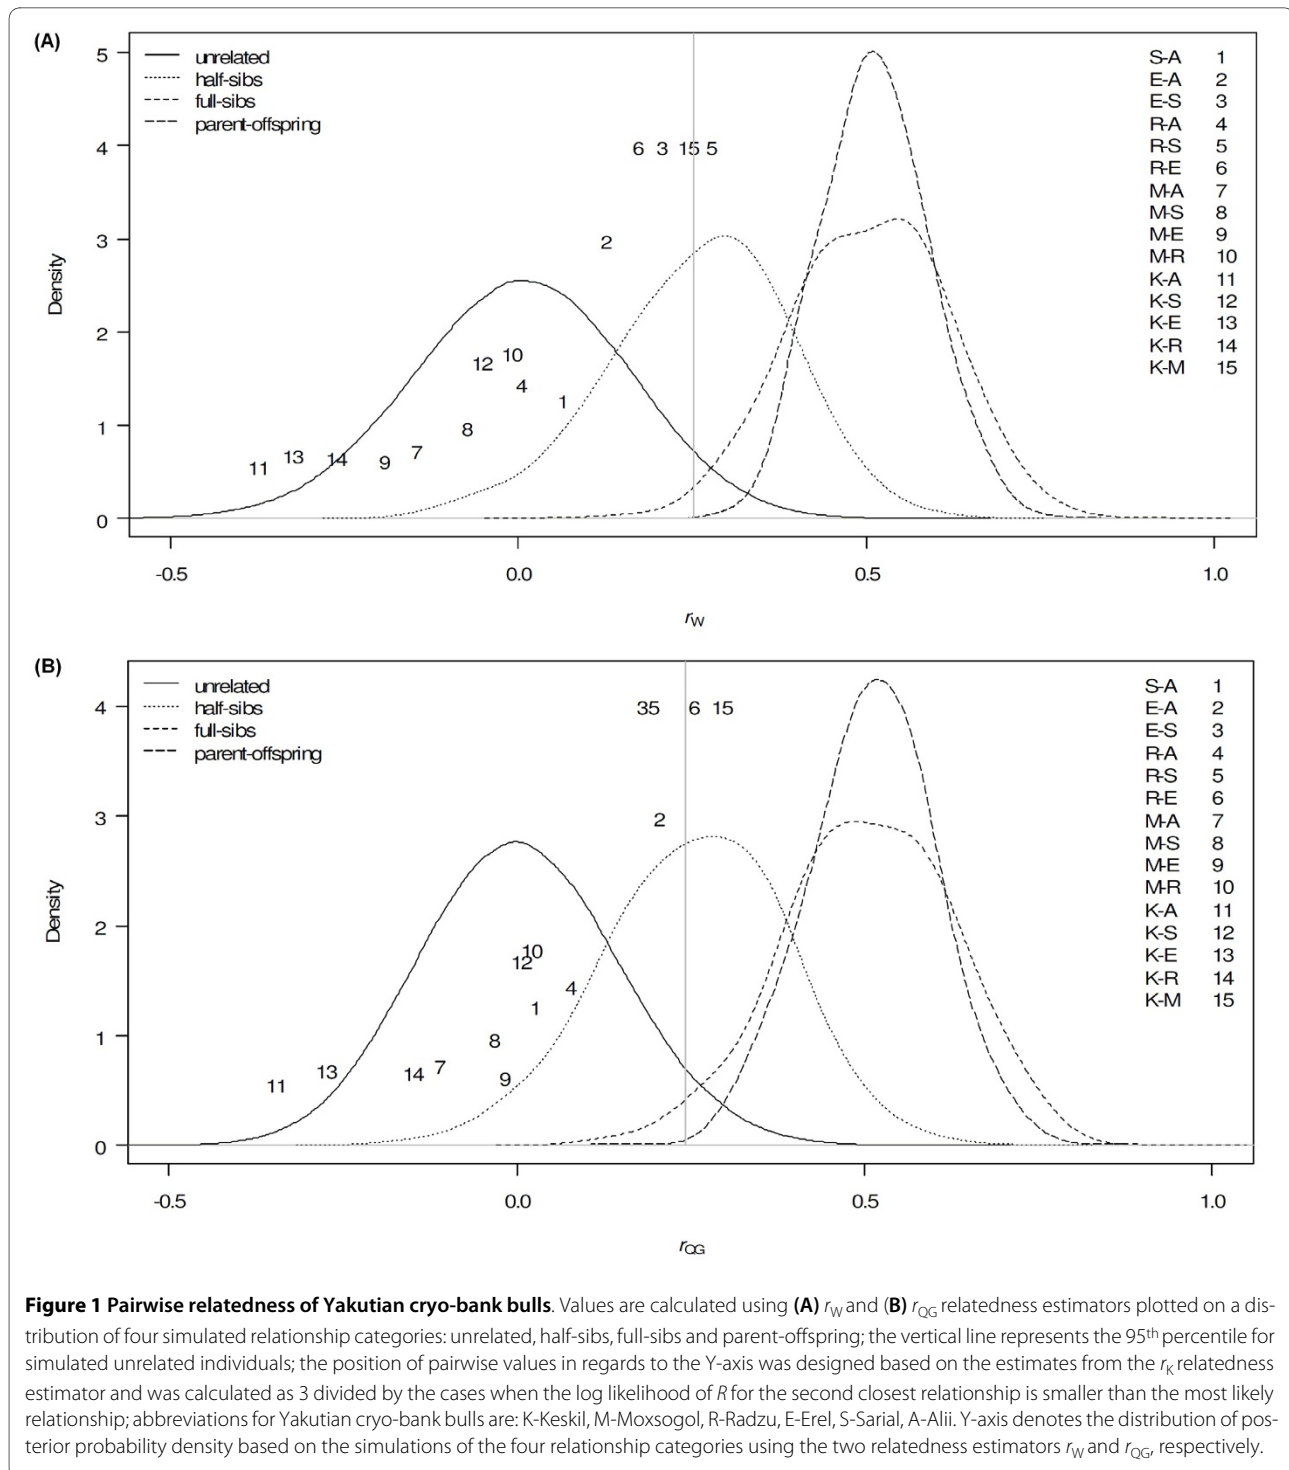 (A)
unrelated
half-sibs
full-sibs
parent-offspring
S-A 1
E-A 2
E-S 3
R-A 4
R-S 5
R-E 6
M-A 7
M-S 8
M-E 9
M-R 10
K-A 11
K-S 12
K-E 13
K-R 14
K-M 15
5
4
3
2
1
0
Density
6 3 15 5
2
12 10
4
1
8
11 13 14 9 7
-0.5 0.0 0.5 1.0
rW
(B)
unrelated
half-sibs
full-sibs
parent-offspring
S-A 1
E-A 2
E-S 3
R-A 4
R-S 5
R-E 6
M-A 7
M-S 8
M-E 9
M-R 10
K-A 11
K-S 12
K-E 13
K-R 14
K-M 15
4
3
2
1
0
Density
35 6 15
2
10
12
4
1
8
11 13 14 7 9
-0.5 0.0 0.5 1.0
rQG
Figure 1 Pairwise relatedness of Yakutian cryo-bank bulls. Values are calculated using (A) rW and (B) rQG relatedness estimators plotted on a dis-
tribution of four simulated relationship categories: unrelated, half-sibs, full-sibs and parent-offspring; the vertical line represents the 95th percentile for
simulated unrelated individuals; the position of pairwise values in regards to the Y-axis was designed based on the estimates from the rK relatedness
estimator and was calculated as 3 divided by the cases when the log likelihood of R for the second closest relationship is smaller than the most likely
relationship; abbreviations for Yakutian cryo-bank bulls are: K-Keskil, M-Moxsogol, R-Radzu, E-Erel, S-Sarial, A-Alii. Y-axis denotes the distribution of pos-
terior probability density based on the simulations of the four relationship categories using the two relatedness estimators rW and rQG, respectively.